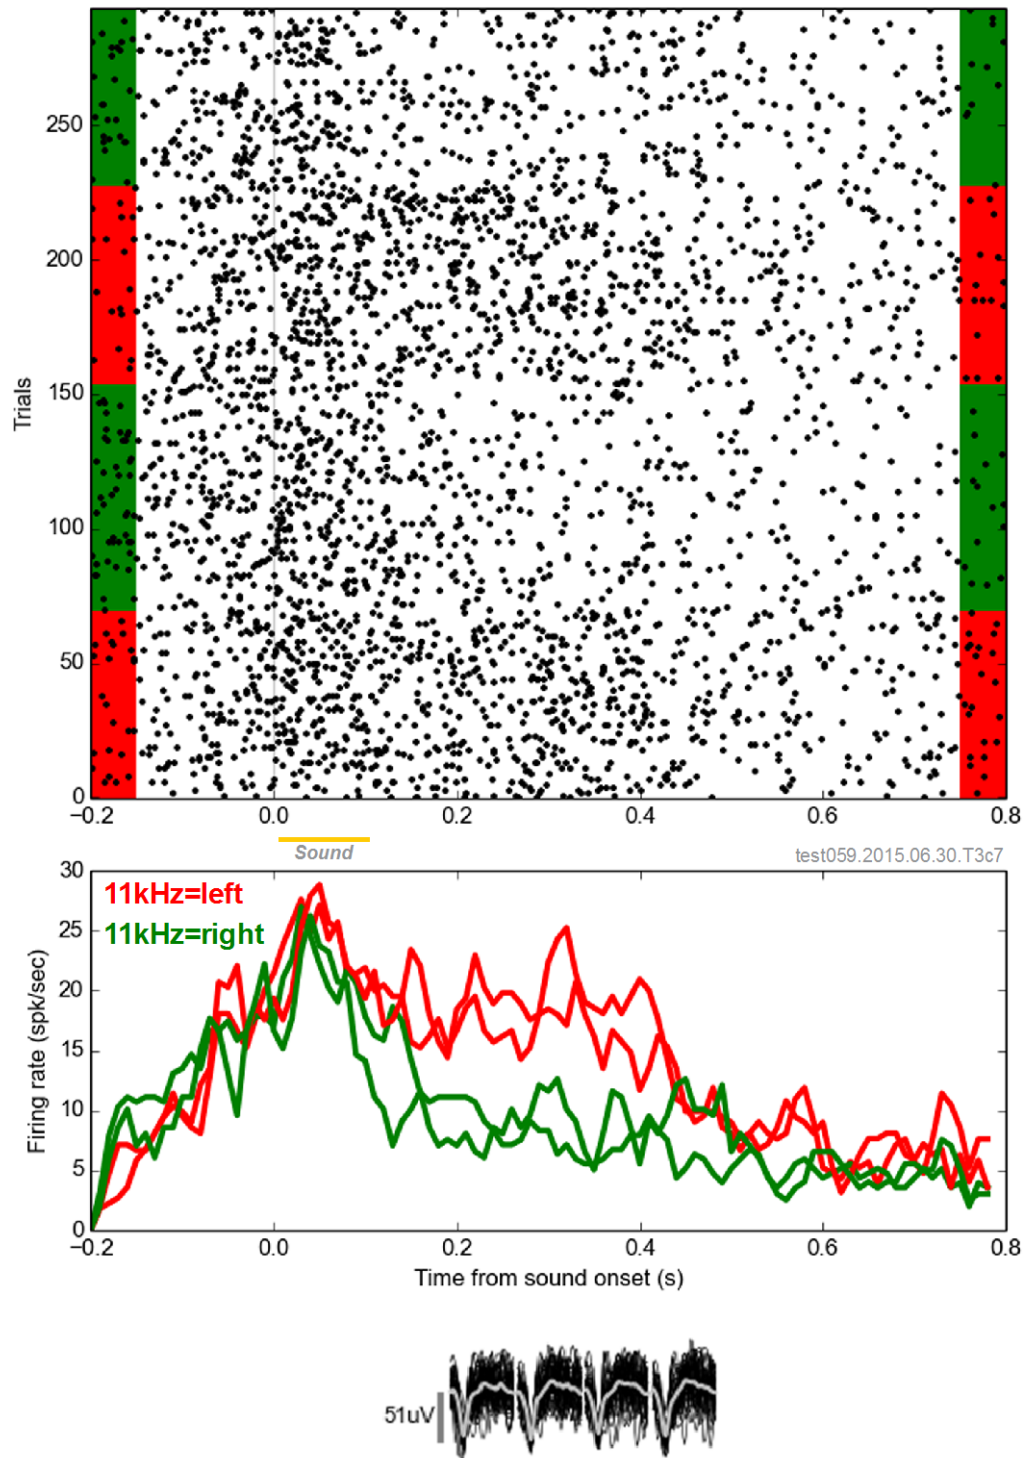 250
200
150
100
50
0
Trials
−0.2 0.0 0.2 0.4 0.6 0.8
Sound
test059.2015.06.30.T3c7
30
25
20
15
10
5
0
Firing rate (spk/sec)
11kHz=left
11kHz=right
−0.2 0.0 0.2 0.4 0.6 0.8
Time from sound onset (s)
51uV